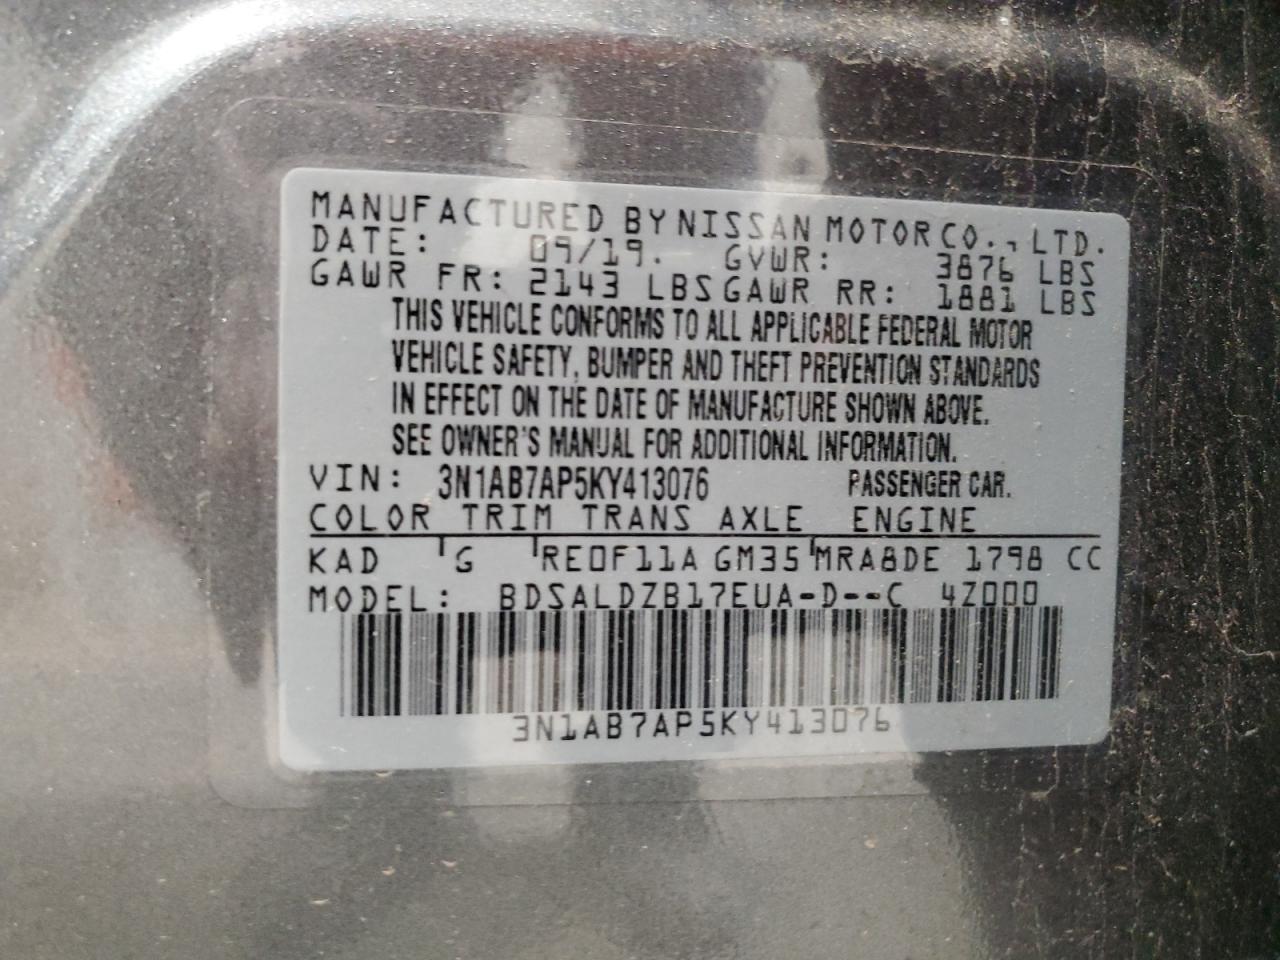 MANUFACTURED BY NISSAN MOTOR CO., LTD.
DATE: 09/19. GVWR: 3876 LBS
GAWR FR: 2143 LBS GAWR RR: 1881 LBS
THIS VEHICLE CONFORMS TO ALL APPLICABLE FEDERAL MOTOR
VEHICLE SAFETY, BUMPER AND THEFT PREVENTION STANDARDS
IN EFFECT ON THE DATE OF MANUFACTURE SHOWN ABOVE.
SEE OWNER'S MANUAL FOR ADDITIONAL INFORMATION.
VIN: 3N1AB7AP5KY413076 PASSENGER CAR.
COLOR TRIM TRANS AXLE ENGINE
KAD G RE0F11A GM35 MRA8DE 1798 CC
MODEL: BDSALDZB17EUA-D--C 4Z000
3N1AB7AP5KY413076